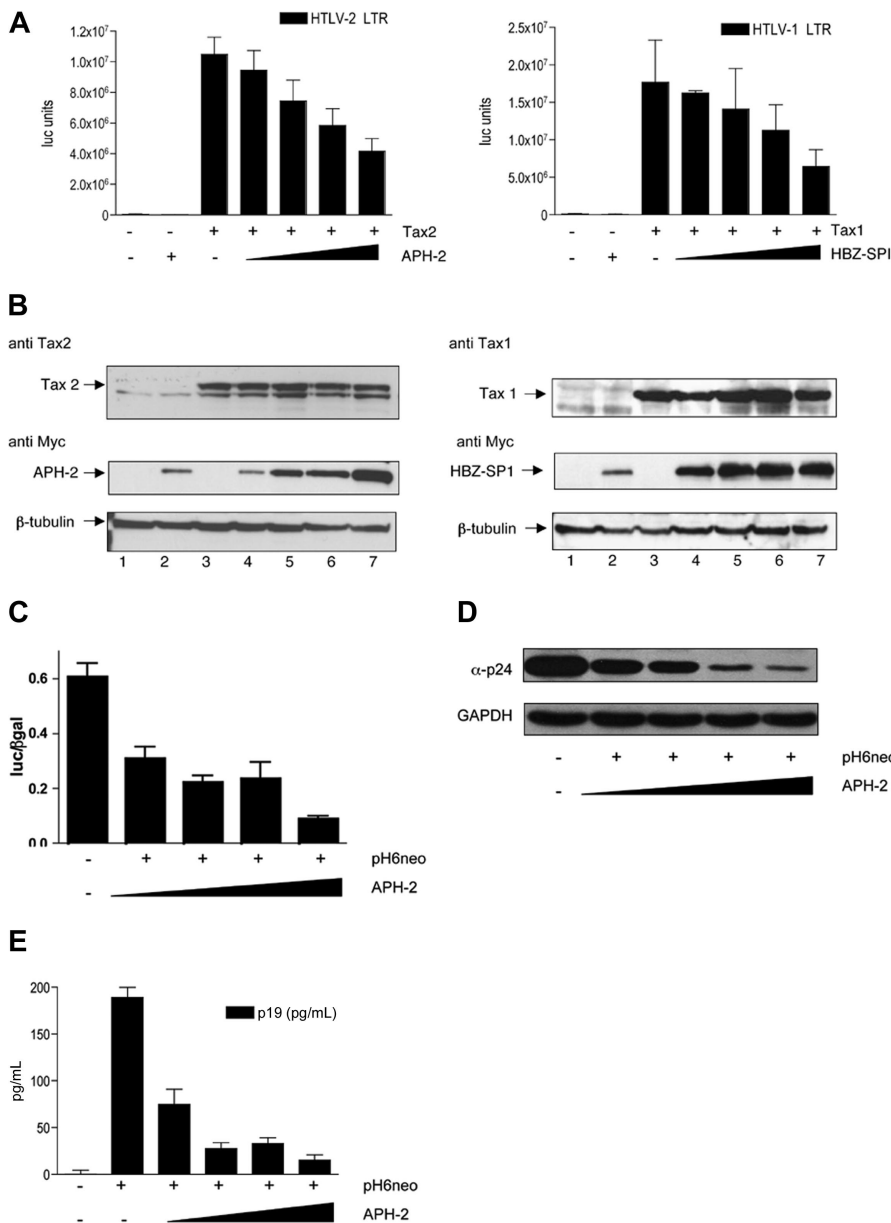 A
HTLV-2 LTR
luc units
1.2x10⁷
1.0x10⁷
8.0x10⁶
6.0x10⁶
4.0x10⁶
2.0x10⁶
0
- - + + + + + Tax2
- + - APH-2
HTLV-1 LTR
luc units
2.5x10⁷
2.0x10⁷
1.5x10⁷
1.0x10⁷
5.0x10⁶
0
- - + + + + + Tax1
- + - HBZ-SPI
B
anti Tax2
Tax 2
anti Myc
APH-2
β-tubulin
1 2 3 4 5 6 7
anti Tax1
Tax 1
anti Myc
HBZ-SP1
β-tubulin
1 2 3 4 5 6 7
C
luc/βgal
0.6
0.4
0.2
0.0
- + + + + pH6neo
- APH-2
D
α-p24
GAPDH
- + + + + pH6neo
- APH-2
E
p19 (pg/mL)
pg/mL
200
150
100
50
0
- + + + + + pH6neo
- - APH-2